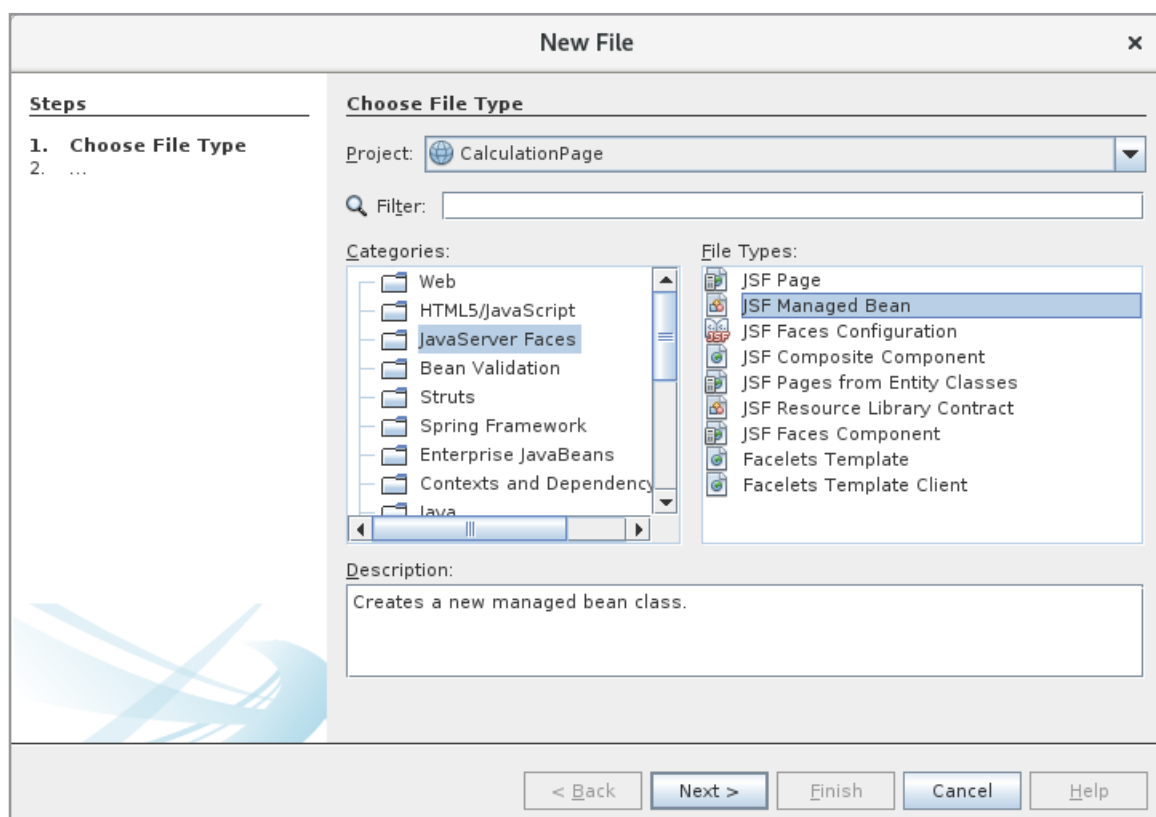 New File
Steps
1. Choose File Type
2. ...
Choose File Type
Project: CalculationPage
Filter:
Categories:
Web
HTML5/JavaScript
JavaServer Faces
Bean Validation
Struts
Spring Framework
Enterprise JavaBeans
Contexts and Dependency
Java
File Types:
JSF Page
JSF Managed Bean
JSF Faces Configuration
JSF Composite Component
JSF Pages from Entity Classes
JSF Resource Library Contract
JSF Faces Component
Facelets Template
Facelets Template Client
Description:
Creates a new managed bean class.
< Back Next > Finish Cancel Help